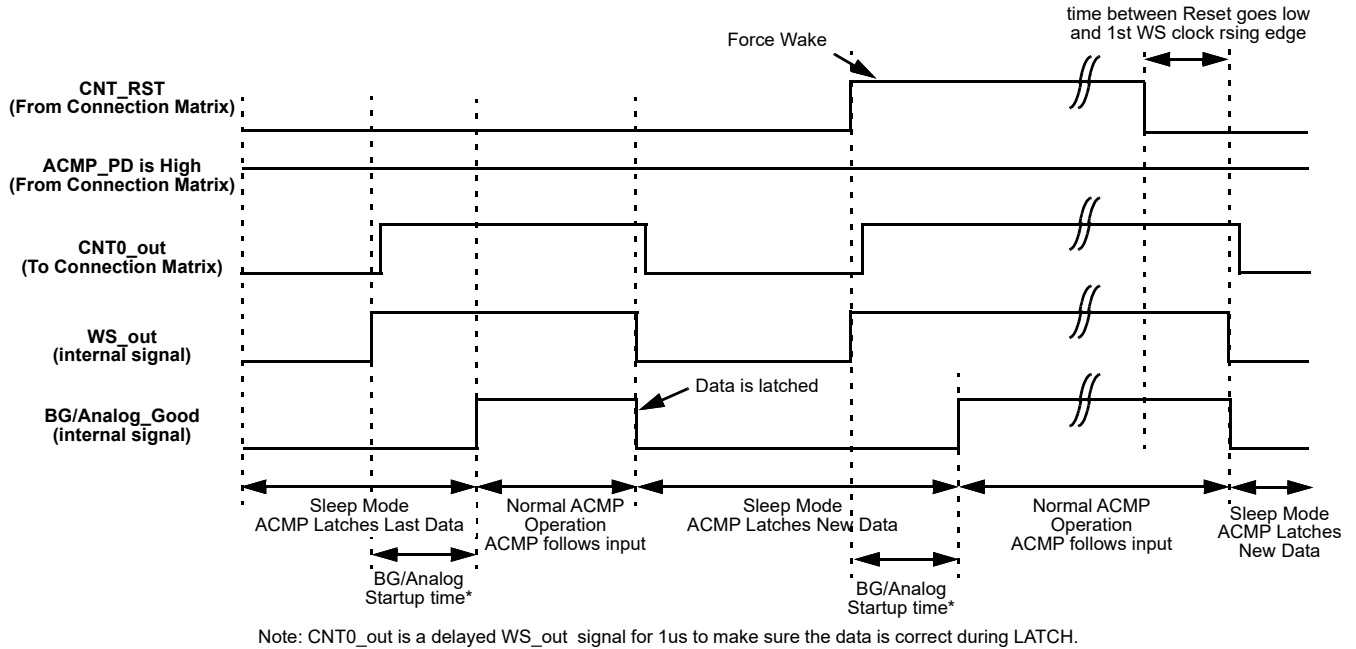 time between Reset goes low
and 1st WS clock rsing edge
Force Wake
CNT_RST
(From Connection Matrix)
ACMP_PD is High
(From Connection Matrix)
CNT0_out
(To Connection Matrix)
WS_out
(internal signal)
Data is latched
BG/Analog_Good
(internal signal)
Sleep Mode
ACMP Latches Last Data
Normal ACMP
Operation
ACMP follows input
Sleep Mode
ACMP Latches New Data
Normal ACMP
Operation
ACMP follows input
Sleep Mode
ACMP Latches
New Data
BG/Analog
Startup time*
BG/Analog
Startup time*
Note: CNT0_out is a delayed WS_out signal for 1us to make sure the data is correct during LATCH.